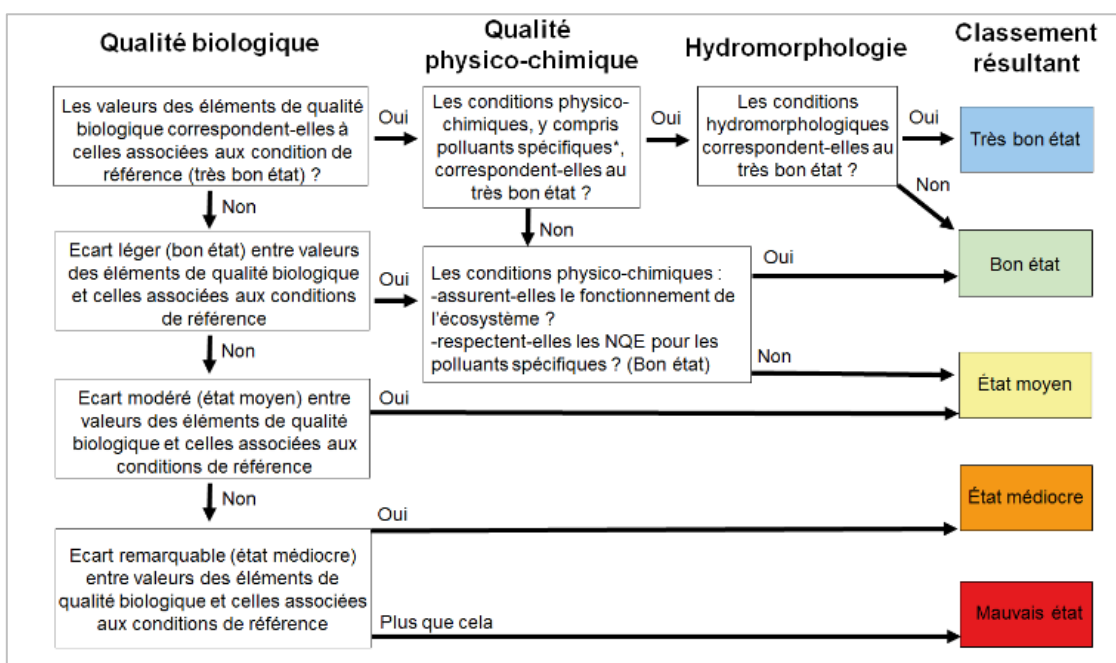 Qualité biologique
Qualité
physico-chimique
Hydromorphologie
Classement
résultant
Les valeurs des éléments de qualité
biologique correspondent-elles à
celles associées aux condition de
référence (très bon état) ?
Oui
Les conditions physico-
chimiques, y compris
polluants spécifiques*,
correspondent-elles au
très bon état ?
Oui
Les conditions
hydromorphologiques
correspondent-elles au
très bon état ?
Oui
Très bon état
Non
Non
Non
Ecart léger (bon état) entre valeurs
des éléments de qualité biologique
et celles associées aux conditions
de référence
Oui
Les conditions physico-chimiques :
-assurent-elles le fonctionnement de
l'écosystème ?
-respectent-elles les NQE pour les
polluants spécifiques ? (Bon état)
Oui
Bon état
Non
Non
État moyen
Ecart modéré (état moyen) entre
valeurs des éléments de qualité
biologique et celles associées aux
conditions de référence
Oui
Non
Oui
État médiocre
Ecart remarquable (état médiocre)
entre valeurs des éléments de
qualité biologique et celles associées
aux conditions de référence
Plus que cela
Mauvais état